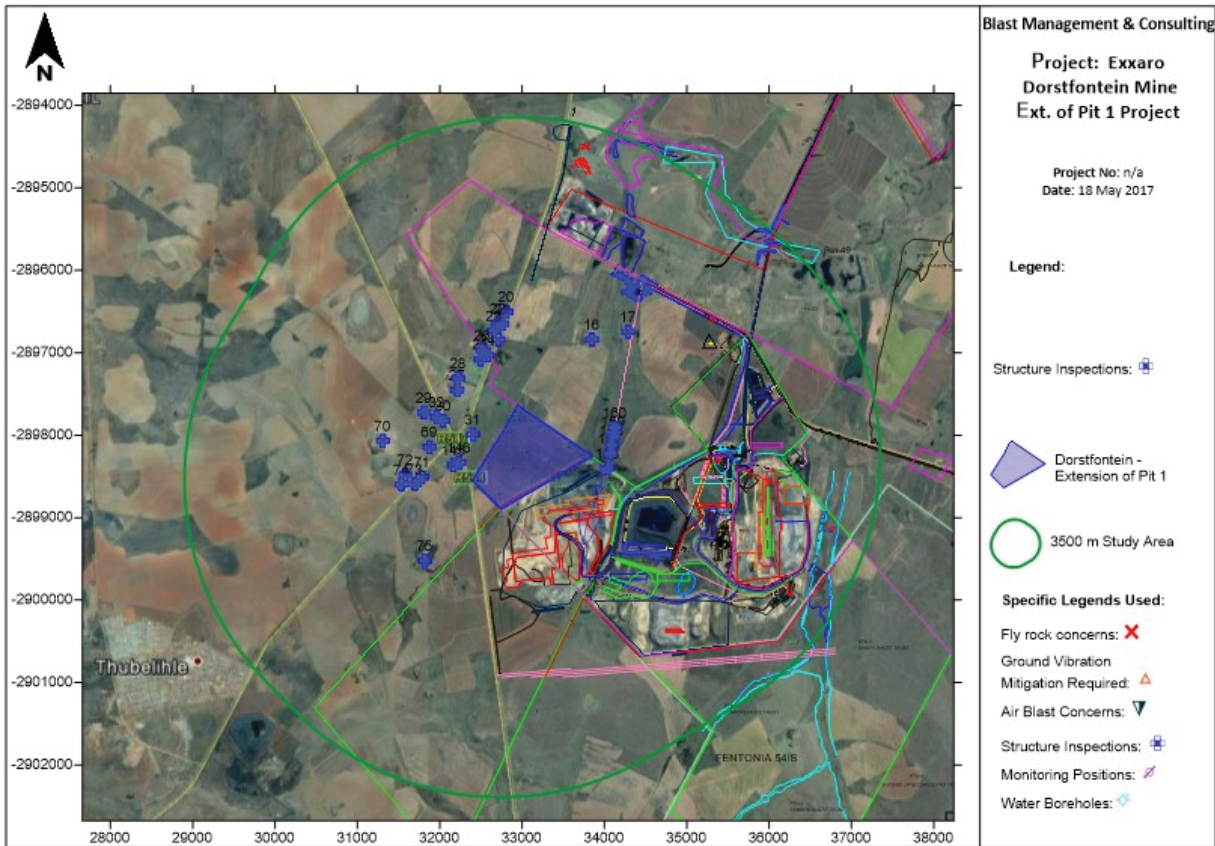 Blast Management & Consulting
Project: Exxaro
Dorstfontein Mine
Ext. of Pit 1 Project
Project No: n/a
Date: 18 May 2017
Legend:
Structure Inspections:
Dorstfontein -
Extension of Pit 1
3500 m Study Area
Specific Legends Used:
Fly rock concerns:
Ground Vibration
Mitigation Required:
Air Blast Concerns:
Structure Inspections:
Monitoring Positions:
Water Boreholes:
N
-2894000
-2895000
-2896000
-2897000
-2898000
-2899000
-2900000
-2901000
-2902000
28000 29000 30000 31000 32000 33000 34000 35000 36000 37000 38000
20
16
17
28
29
31
70
69
72
75
Thubelihle
FENTONIA 54IS